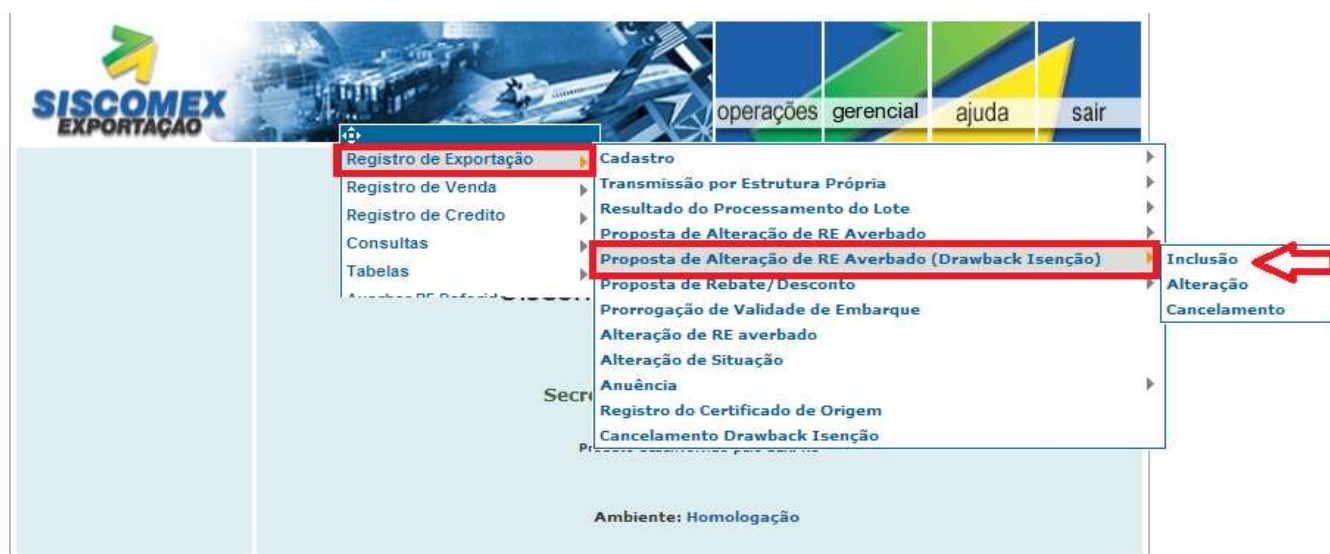 SISCOMEX
EXPORTAÇÃO
operações gerencial ajuda sair
Registro de Exportação
Registro de Venda
Registro de Credito
Consultas
Tabelas
Cadastro
Transmissão por Estrutura Própria
Resultado do Processamento do Lote
Proposta de Alteração de RE Averbado
Proposta de Alteração de RE Averbado (Drawback Isenção)
Proposta de Rebate/Desconto
Prorrogação de Validade de Embarque
Alteração de RE averbado
Alteração de Situação
Anuência
Registro do Certificado de Origem
Cancelamento Drawback Isenção
Inclusão
Alteração
Cancelamento
Secr
Ambiente: Homologação